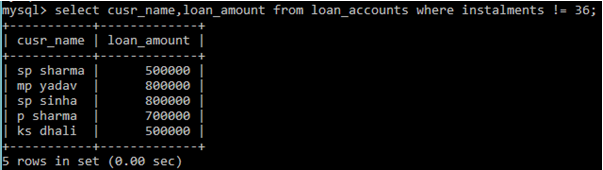 mysql> select cusr_name,loan_amount from loan_accounts where instalments != 36;
+-----------+-------------+
| cusr_name | loan_amount |
+-----------+-------------+
| sp sharma |      500000 |
| mp yadav  |      800000 |
| sp sinha  |      800000 |
| p sharma  |      700000 |
| ks dhali  |      500000 |
+-----------+-------------+
5 rows in set (0.00 sec)